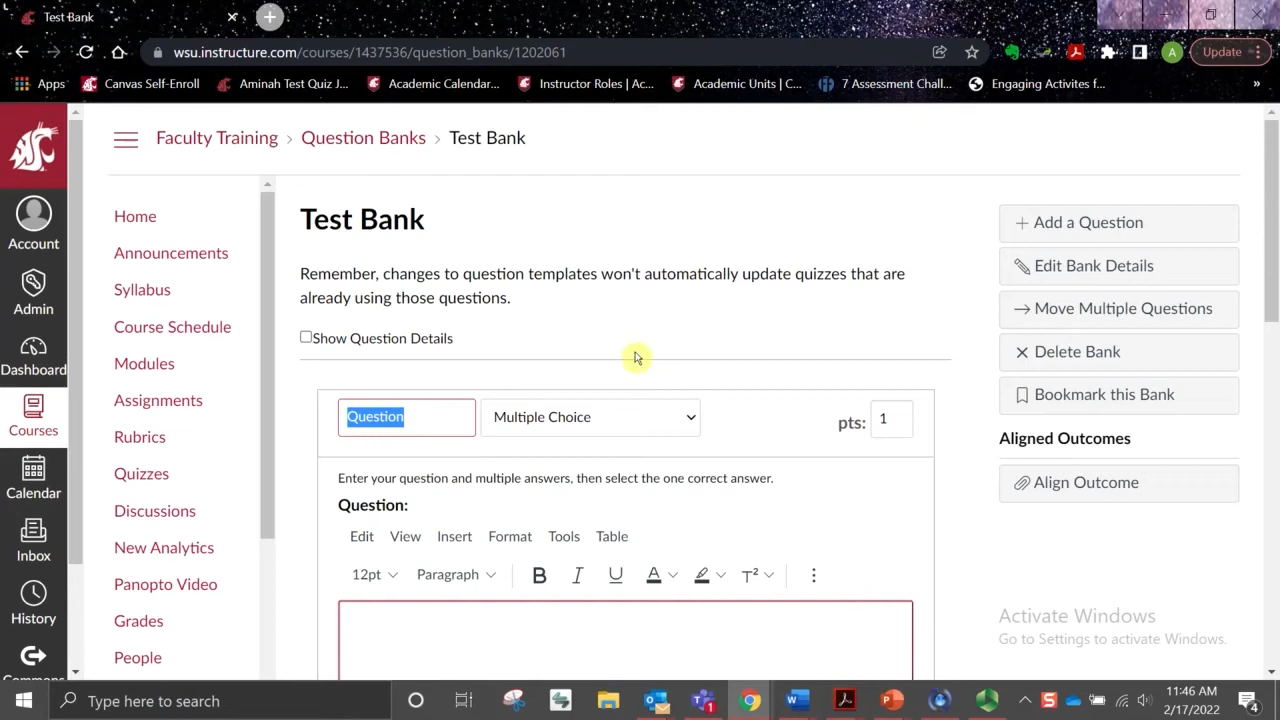 Test Bank
wsu.instructure.com/courses/1437536/question_banks/1202061
A
Update
Apps
Canvas Self-Enroll
Aminah Test Quiz J...
Academic Calendar...
Instructor Roles | Ac...
Academic Units | C...
7 Assessment Chall...
Engaging Activites f...
»
Faculty Training › Question Banks › Test Bank
Account
Admin
Dashboard
Courses
Calendar
Inbox
History
Home
Announcements
Syllabus
Course Schedule
Modules
Assignments
Rubrics
Quizzes
Discussions
New Analytics
Panopto Video
Grades
People
Test Bank
Remember, changes to question templates won't automatically update quizzes that are
already using those questions.
Show Question Details
Question
Multiple Choice
pts: 1
Enter your question and multiple answers, then select the one correct answer.
Question:
Edit View Insert Format Tools Table
12pt Paragraph B I U A T²
+ Add a Question
Edit Bank Details
Move Multiple Questions
Delete Bank
Bookmark this Bank
Aligned Outcomes
Align Outcome
Activate Windows
Go to Settings to activate Windows.
Type here to search
1
11:46 AM
2/17/2022
4